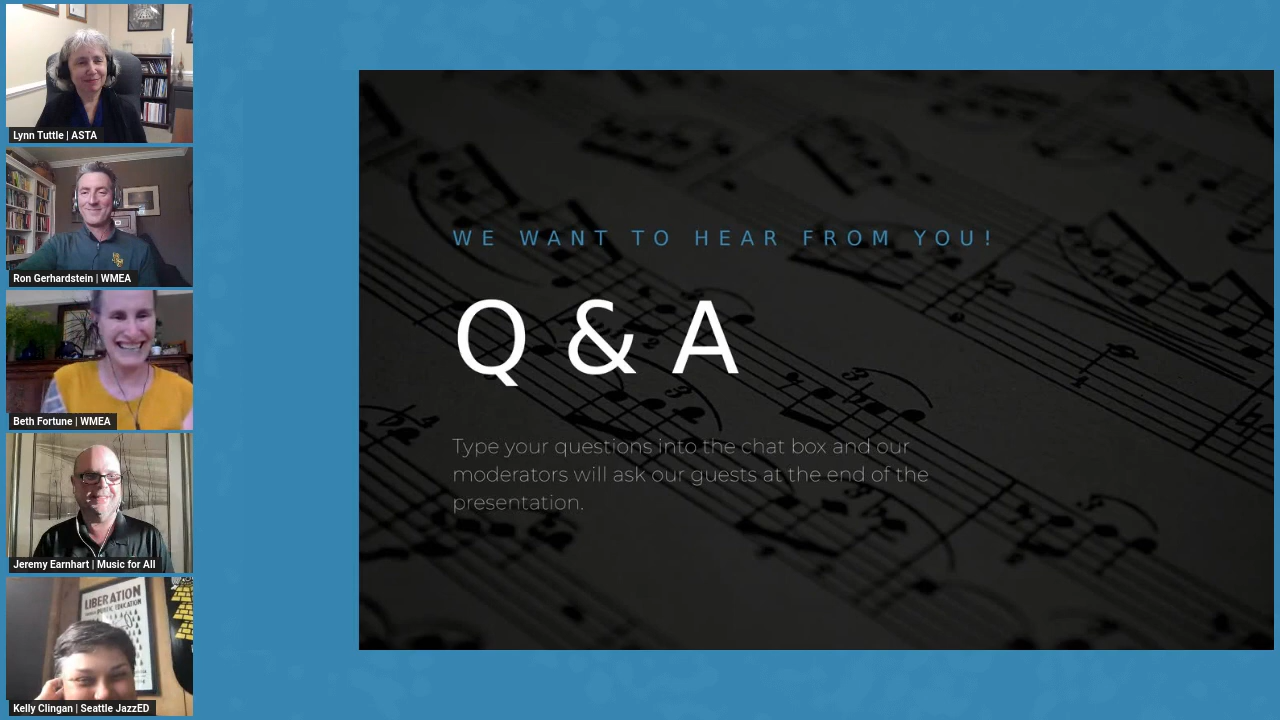 Lynn Tuttle | ASTA
Ron Gerhardstein | WMEA
Beth Fortune | WMEA
Jeremy Earnhart | Music for All
LIBERATION
MUSIC EDUCATION
Kelly Clingan | Seattle JazzED
WE WANT TO HEAR FROM YOU!
Q & A
Type your questions into the chat box and our
moderators will ask our guests at the end of the
presentation.